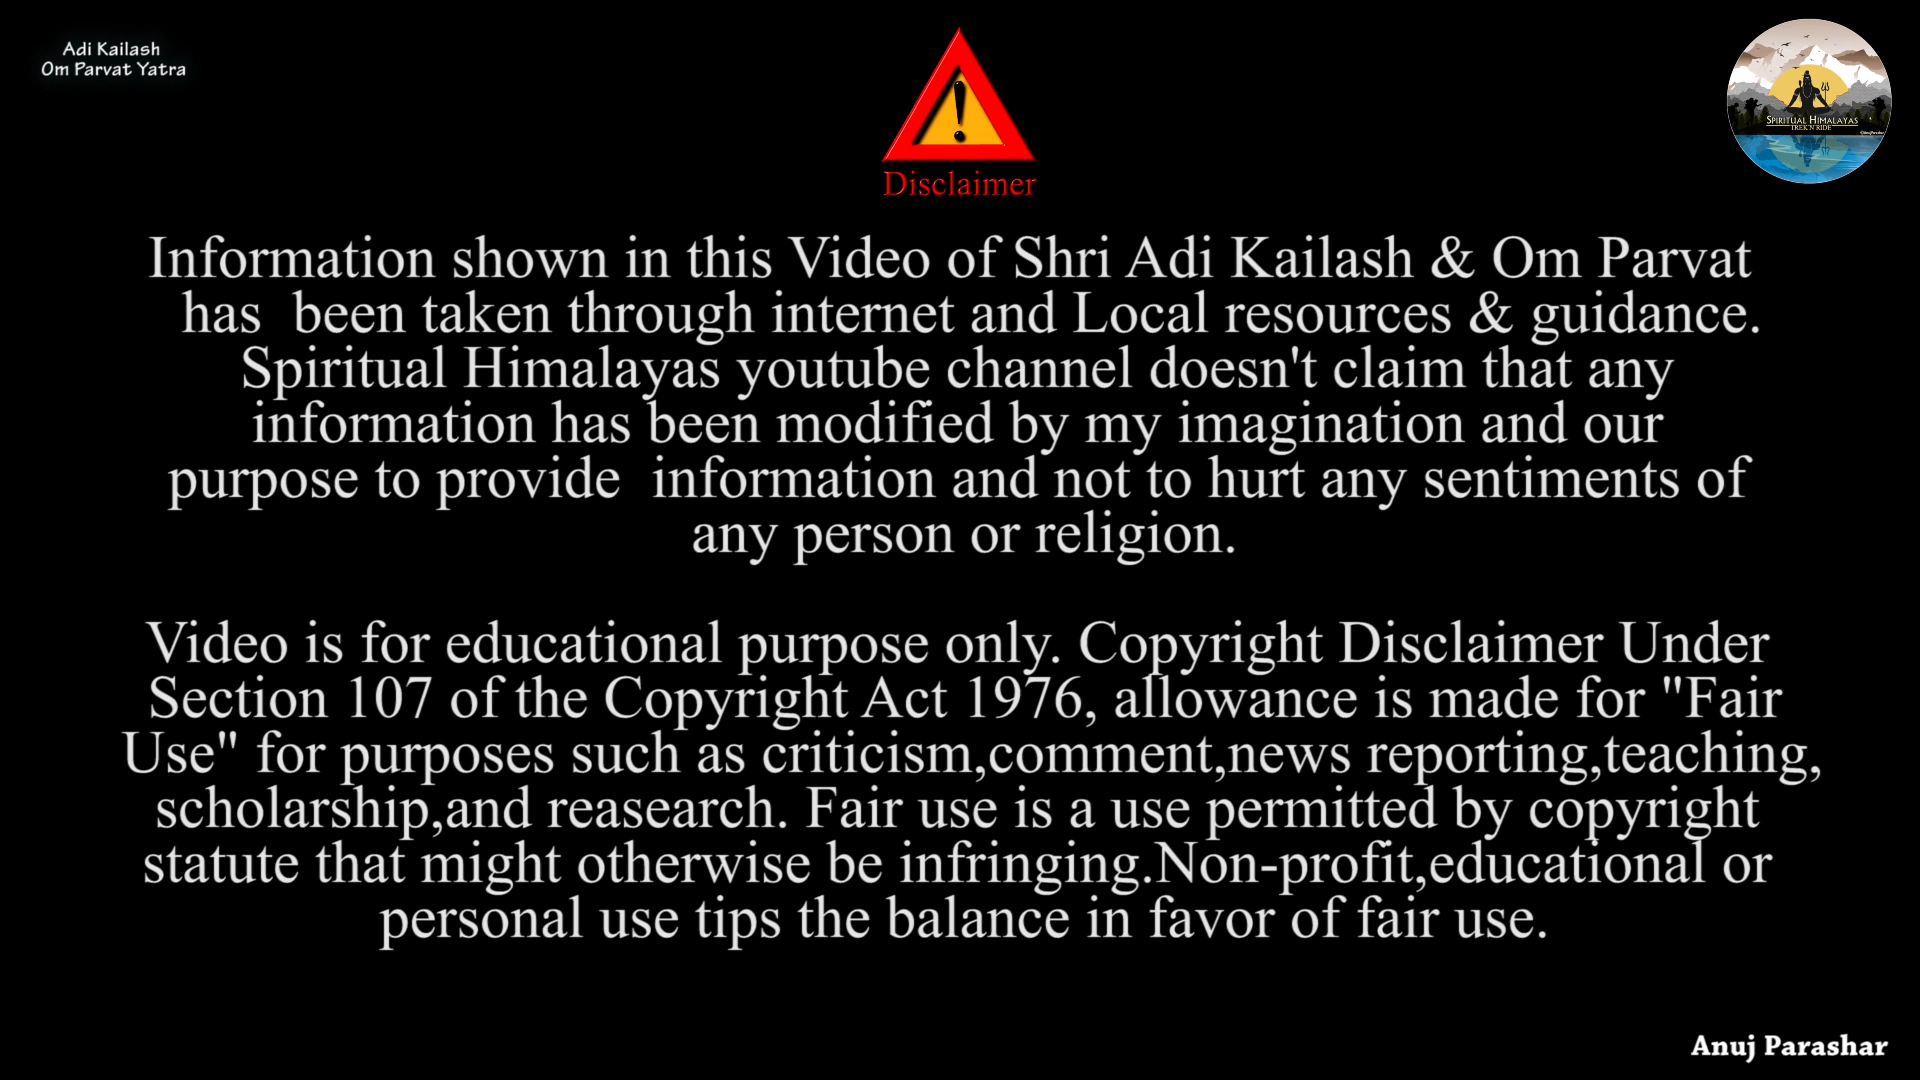 Adi Kailash
Om Parvat Yatra
Disclaimer
SPIRITUAL HIMALAYAS
TREK'N RIDE
Information shown in this Video of Shri Adi Kailash & Om Parvat
has been taken through internet and Local resources & guidance.
Spiritual Himalayas youtube channel doesn't claim that any
information has been modified by my imagination and our
purpose to provide information and not to hurt any sentiments of
any person or religion.
Video is for educational purpose only. Copyright Disclaimer Under
Section 107 of the Copyright Act 1976, allowance is made for "Fair
Use" for purposes such as criticism,comment,news reporting,teaching,
scholarship,and reasearch. Fair use is a use permitted by copyright
statute that might otherwise be infringing.Non-profit,educational or
personal use tips the balance in favor of fair use.
Anuj Parashar